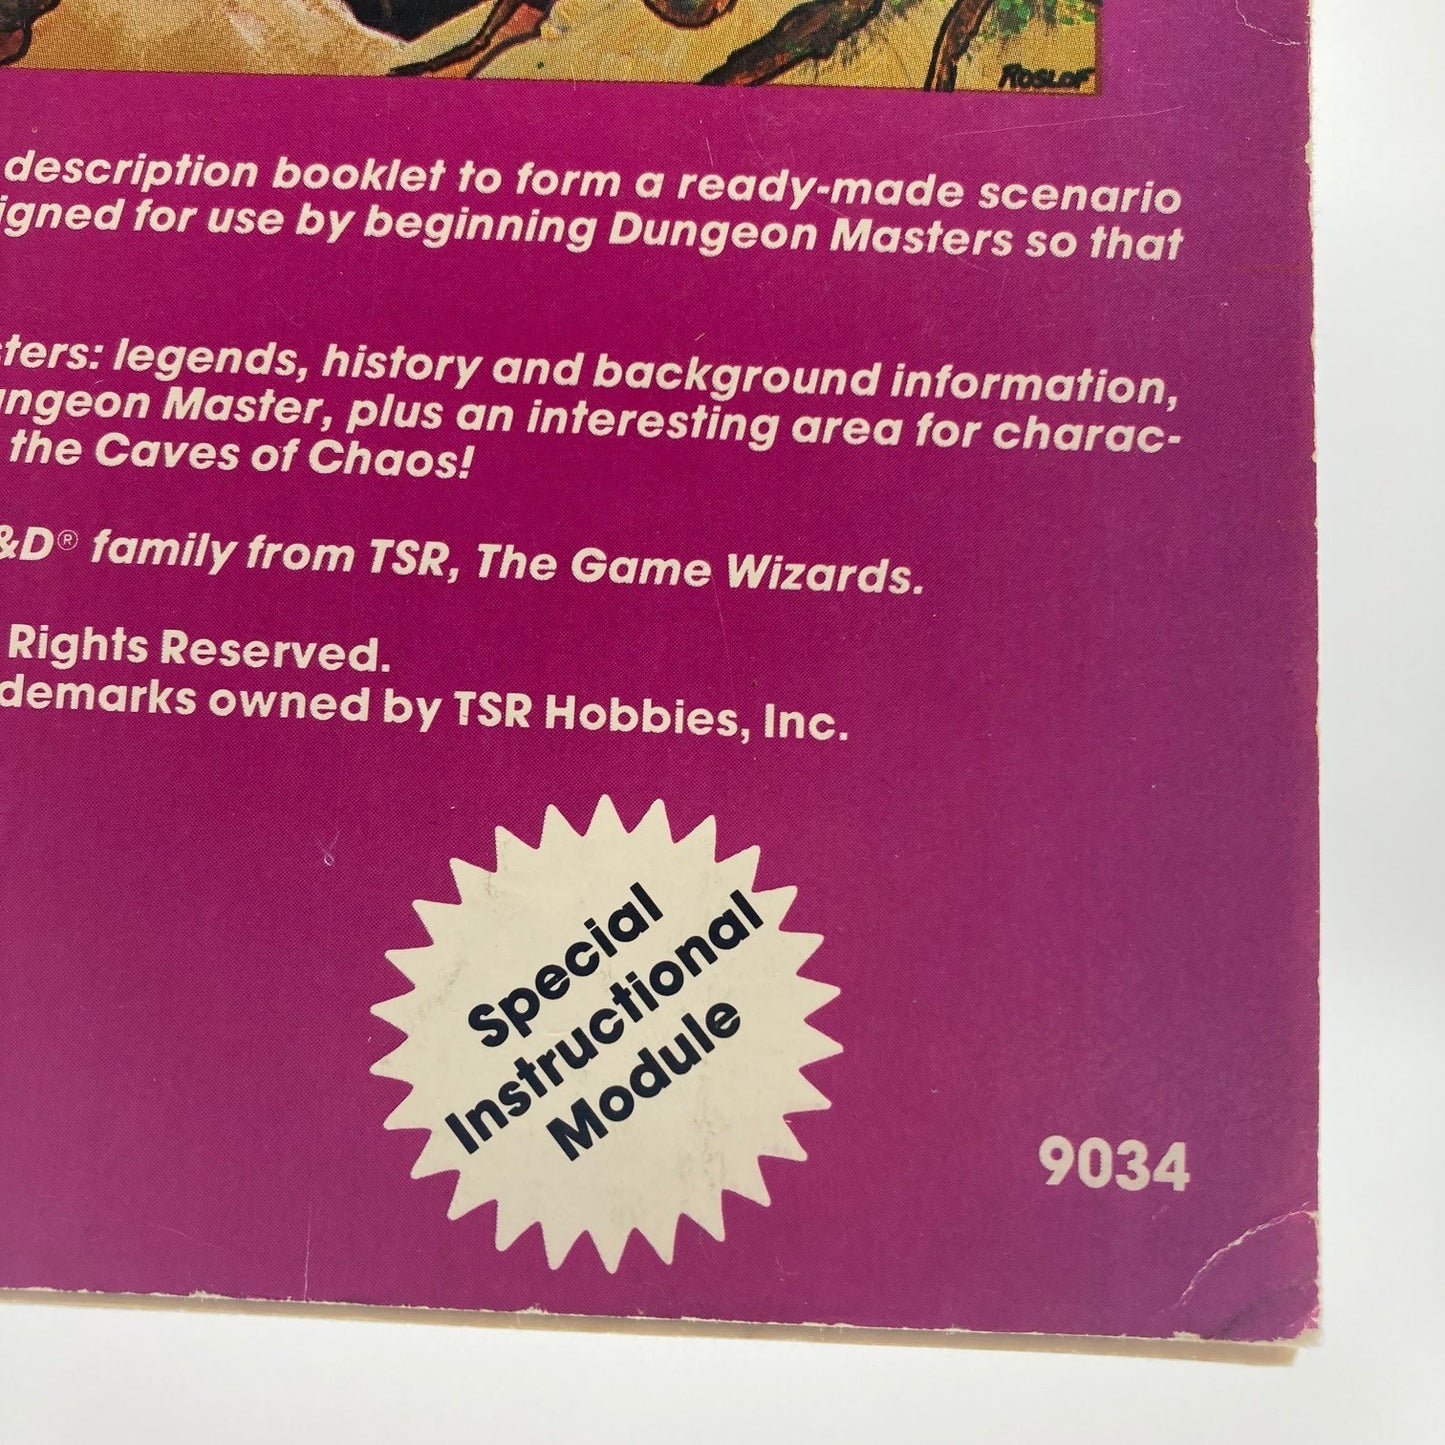 ROSLOF
description booklet to form a ready-made scenario
igned for use by beginning Dungeon Masters so that
ters: legends, history and background information,
ngeon Master, plus an interesting area for charac-
the Caves of Chaos!
&D® family from TSR, The Game Wizards.
Rights Reserved.
demarks owned by TSR Hobbies, Inc.
Special
Instructional
Module
9034